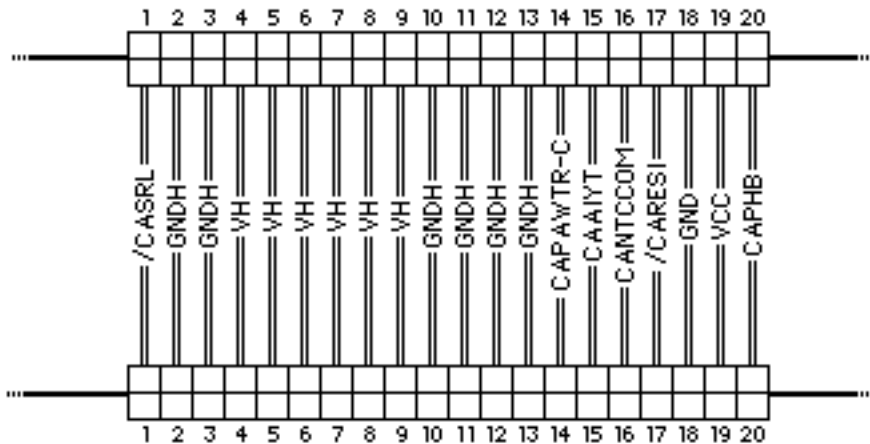 1 2 3 4 5 6 7 8 9 10 11 12 13 14 15 16 17 18 19 20
/CASRL
GNDH
GNDH
VH
VH
VH
VH
VH
VH
GNDH
GNDH
GNDH
GNDH
CAPAWTR-C
CAAIYT
CANTCCOM
/CARESI
GND
VCC
CAPHB
1 2 3 4 5 6 7 8 9 10 11 12 13 14 15 16 17 18 19 20